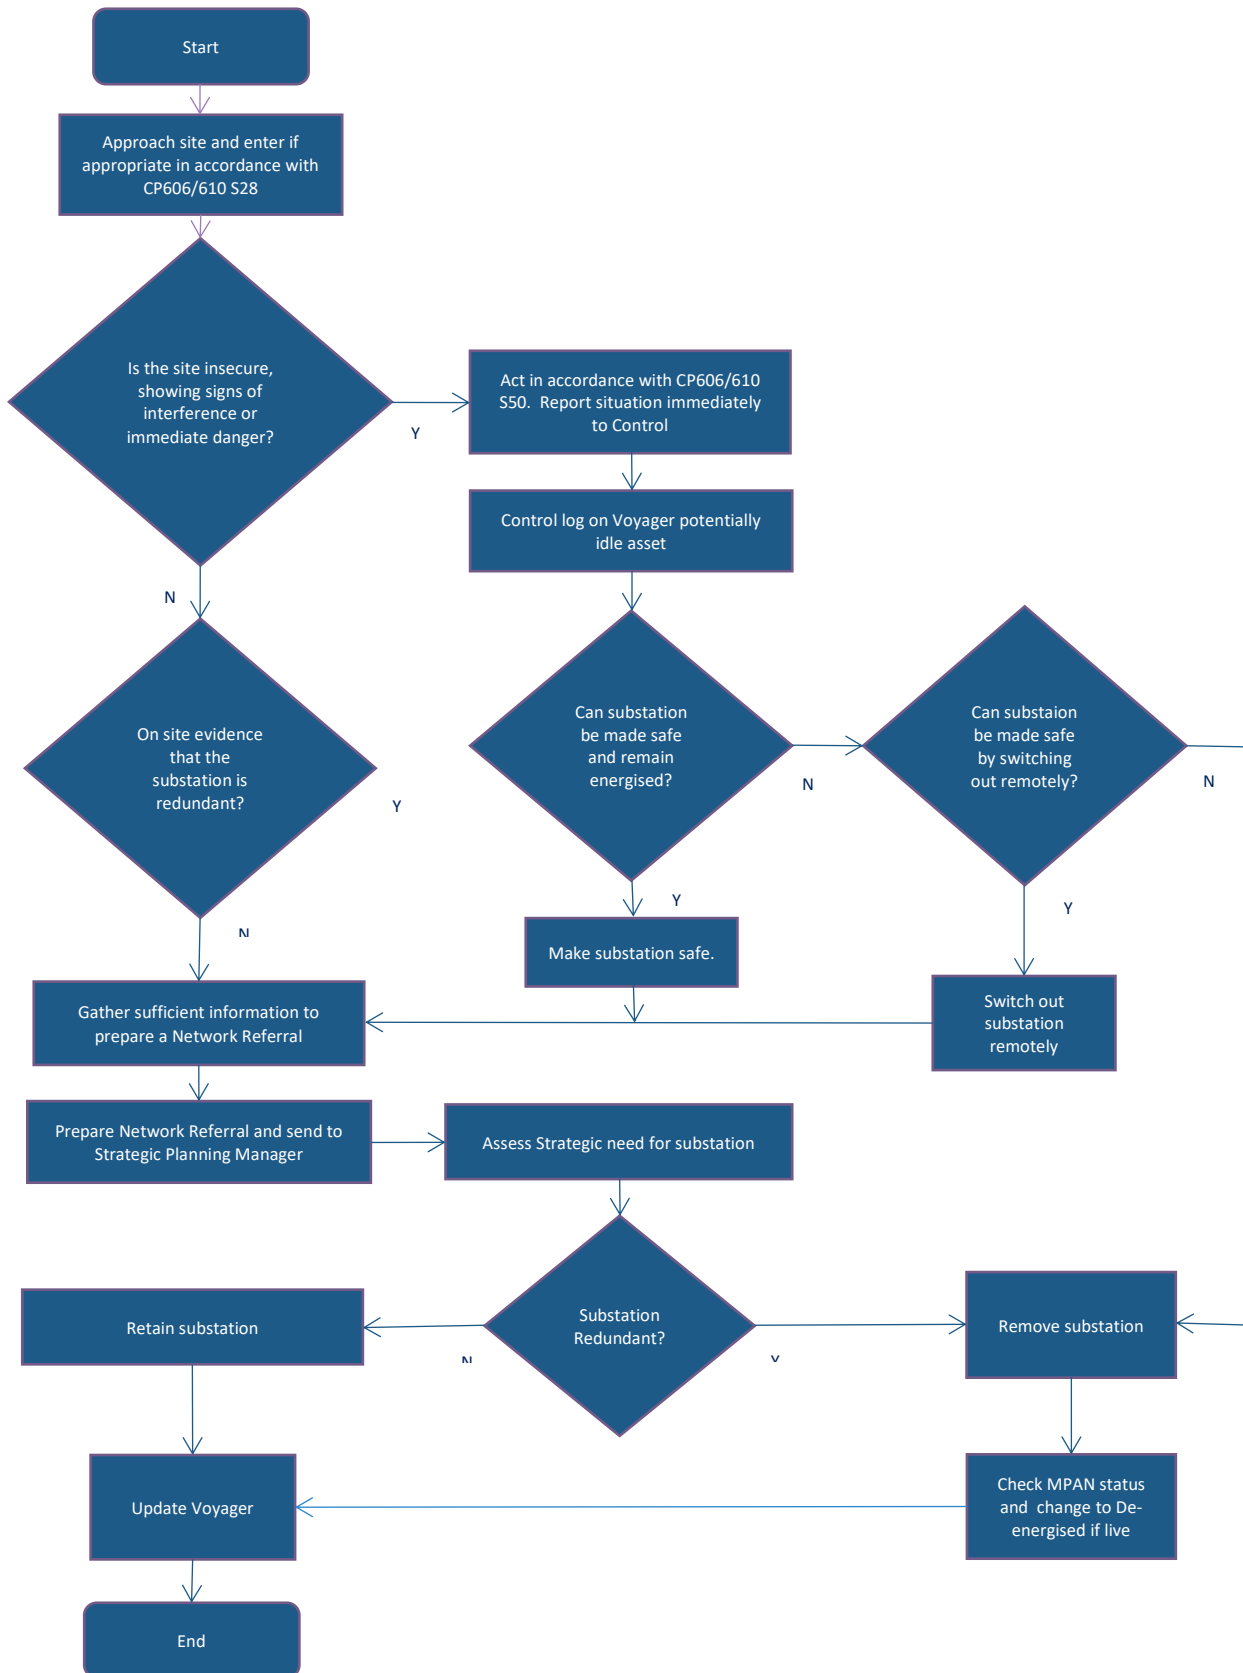 Start
Approach site and enter if
appropriate in accordance with
CP606/610 S28
Is the site insecure,
showing signs of
interference or
immediate danger?
Y
Act in accordance with CP606/610
S50. Report situation immediately
to Control
Control log on Voyager potentially
idle asset
N
On site evidence
that the
substation is
redundant?
Y
N
Can substation
be made safe
and remain
energised?
N
Y
Can substaion
be made safe
by switching
out remotely?
N
Y
Make substation safe.
Switch out
substation
remotely
Gather sufficient information to
prepare a Network Referral
Prepare Network Referral and send to
Strategic Planning Manager
Assess Strategic need for substation
Substation
Redundant?
N
Y
Retain substation
Remove substation
Update Voyager
Check MPAN status
and change to De-
energised if live
End